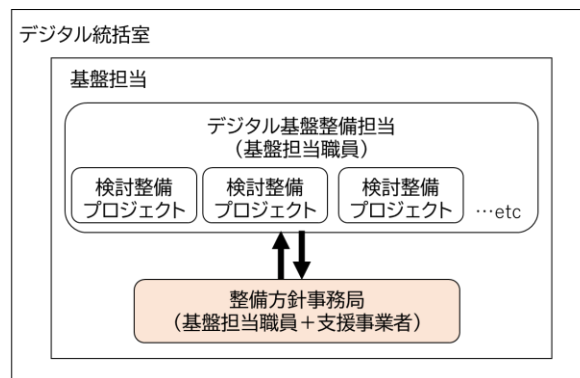 デジタル統括室
基盤担当
デジタル基盤整備担当
（基盤担当職員）
検討整備
プロジェクト
検討整備
プロジェクト
検討整備
プロジェクト
…etc
整備方針事務局
（基盤担当職員＋支援事業者）